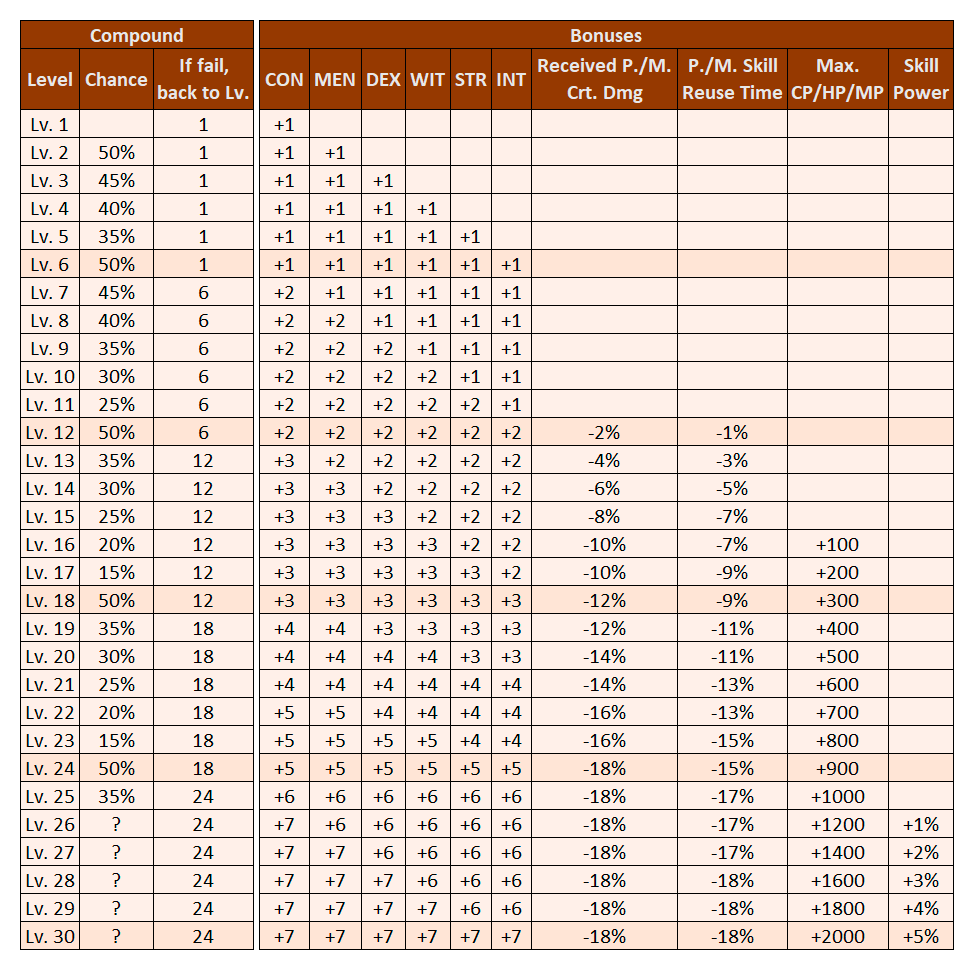 Compound Bonuses
Level Chance If fail, back to Lv. CON MEN DEX WIT STR INT Received P./M. Crt. Dmg P./M. Skill Reuse Time Max. CP/HP/MP Skill Power
Lv. 1 1 +1
Lv. 2 50% 1 +1 +1
Lv. 3 45% 1 +1 +1 +1
Lv. 4 40% 1 +1 +1 +1 +1
Lv. 5 35% 1 +1 +1 +1 +1 +1
Lv. 6 50% 1 +1 +1 +1 +1 +1 +1
Lv. 7 45% 6 +2 +1 +1 +1 +1 +1
Lv. 8 40% 6 +2 +2 +1 +1 +1 +1
Lv. 9 35% 6 +2 +2 +2 +1 +1 +1
Lv. 10 30% 6 +2 +2 +2 +2 +1 +1
Lv. 11 25% 6 +2 +2 +2 +2 +2 +1
Lv. 12 50% 6 +2 +2 +2 +2 +2 +2 -2% -1%
Lv. 13 35% 12 +3 +2 +2 +2 +2 +2 -4% -3%
Lv. 14 30% 12 +3 +3 +2 +2 +2 +2 -6% -5%
Lv. 15 25% 12 +3 +3 +3 +2 +2 +2 -8% -7%
Lv. 16 20% 12 +3 +3 +3 +3 +2 +2 -10% -7% +100
Lv. 17 15% 12 +3 +3 +3 +3 +3 +2 -10% -9% +200
Lv. 18 50% 12 +3 +3 +3 +3 +3 +3 -12% -9% +300
Lv. 19 35% 18 +4 +4 +3 +3 +3 +3 -12% -11% +400
Lv. 20 30% 18 +4 +4 +4 +4 +3 +3 -14% -11% +500
Lv. 21 25% 18 +4 +4 +4 +4 +4 +4 -14% -13% +600
Lv. 22 20% 18 +5 +5 +4 +4 +4 +4 -16% -13% +700
Lv. 23 15% 18 +5 +5 +5 +5 +4 +4 -16% -15% +800
Lv. 24 50% 18 +5 +5 +5 +5 +5 +5 -18% -15% +900
Lv. 25 35% 24 +6 +6 +6 +6 +6 +6 -18% -17% +1000
Lv. 26 ? 24 +7 +6 +6 +6 +6 +6 -18% -17% +1200 +1%
Lv. 27 ? 24 +7 +7 +6 +6 +6 +6 -18% -17% +1400 +2%
Lv. 28 ? 24 +7 +7 +7 +6 +6 +6 -18% -18% +1600 +3%
Lv. 29 ? 24 +7 +7 +7 +7 +6 +6 -18% -18% +1800 +4%
Lv. 30 ? 24 +7 +7 +7 +7 +7 +7 -18% -18% +2000 +5%